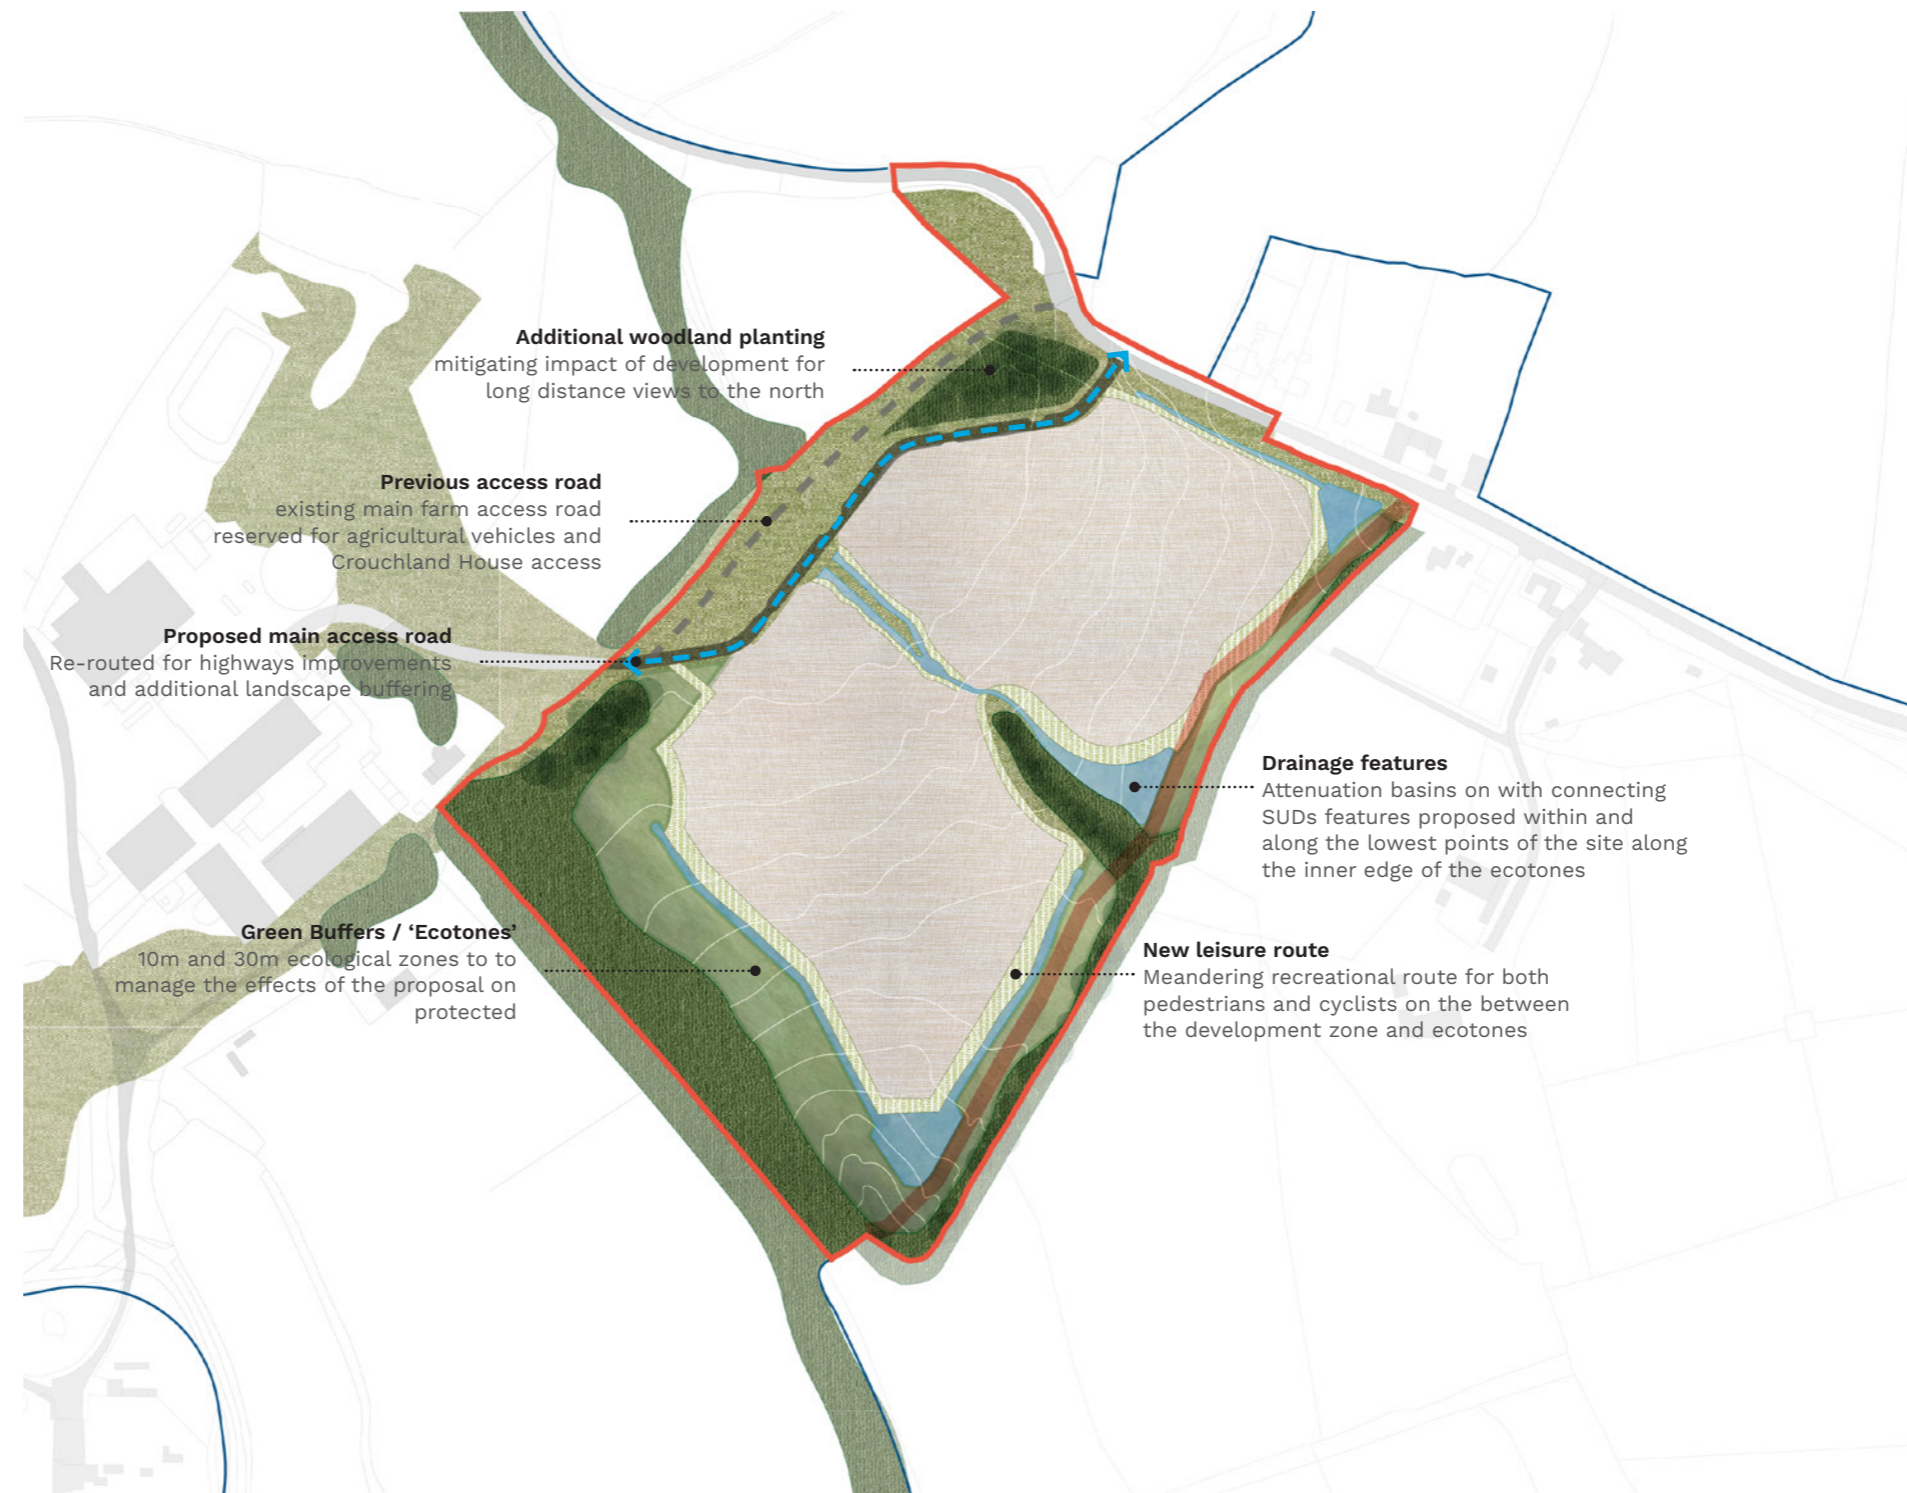 Additional woodland planting
mitigating impact of development for
long distance views to the north
Previous access road
existing main farm access road
reserved for agricultural vehicles and
Crouchland House access
Proposed main access road
Re-routed for highways improvements
and additional landscape buffering
Drainage features
Attenuation basins on with connecting
SUDs features proposed within and
along the lowest points of the site along
the inner edge of the ecotones
Green Buffers / ‘Ecotones’
10m and 30m ecological zones to to
manage the effects of the proposal on
protected
New leisure route
Meandering recreational route for both
pedestrians and cyclists on the between
the development zone and ecotones